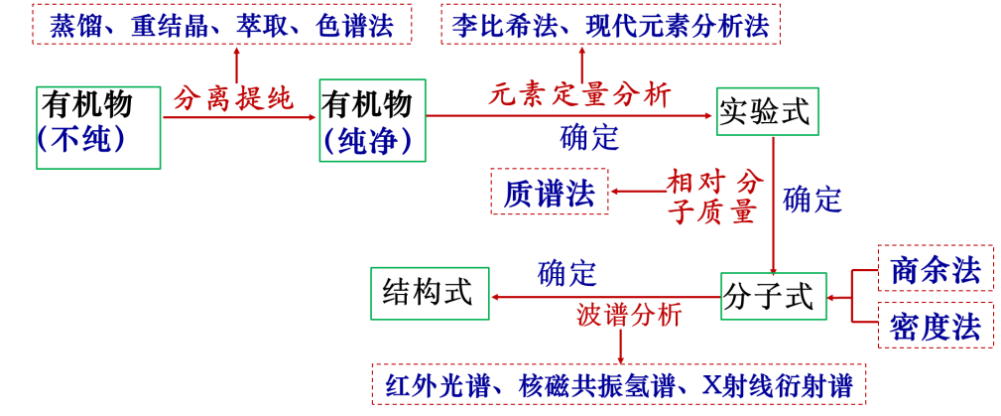 蒸馏、重结晶、萃取、色谱法
李比希法、现代元素分析法
有机物
(不纯)
分离提纯
有机物
(纯净)
元素定量分析
确定
实验式
质谱法
相对 分
子质量
确定
商余法
结构式
确定
波谱分析
分子式
密度法
红外光谱、核磁共振氢谱、X射线衍射谱